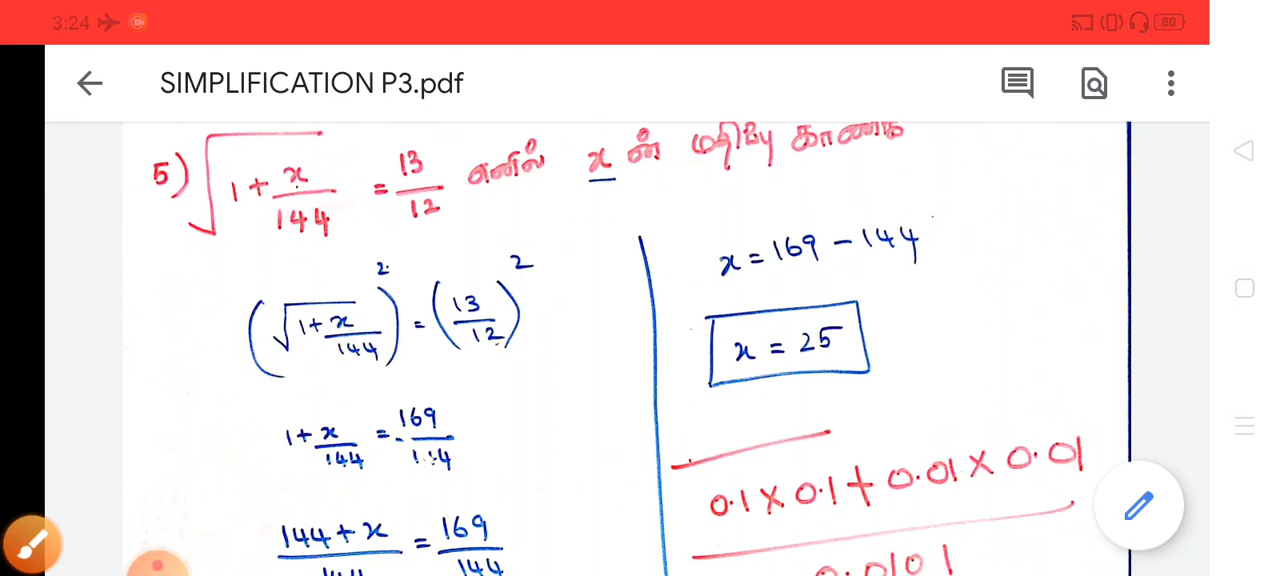 3:24
80
SIMPLIFICATION P3.pdf
5) √(1 + x/144) = 13/12 எனில் x ன் மதிப்பு காண்க
(√(1 + x/144))² = (13/12)²
1 + x/144 = 169/144
144 + x/144 = 169/144
x = 169 - 144
x = 25
0.1 × 0.1 + 0.01 × 0.01
0.0101